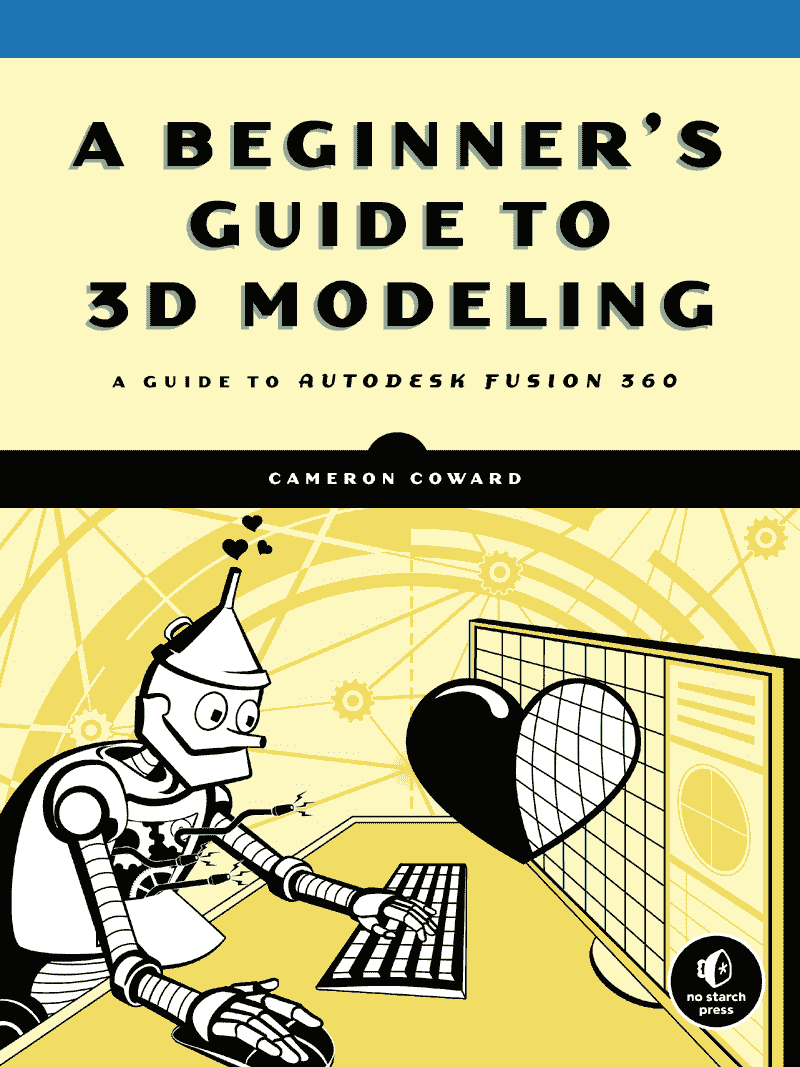 A BEGINNER'S
GUIDE TO
3D MODELING
A GUIDE TO AUTODESK FUSION 360
CAMERON COWARD
no starch
press